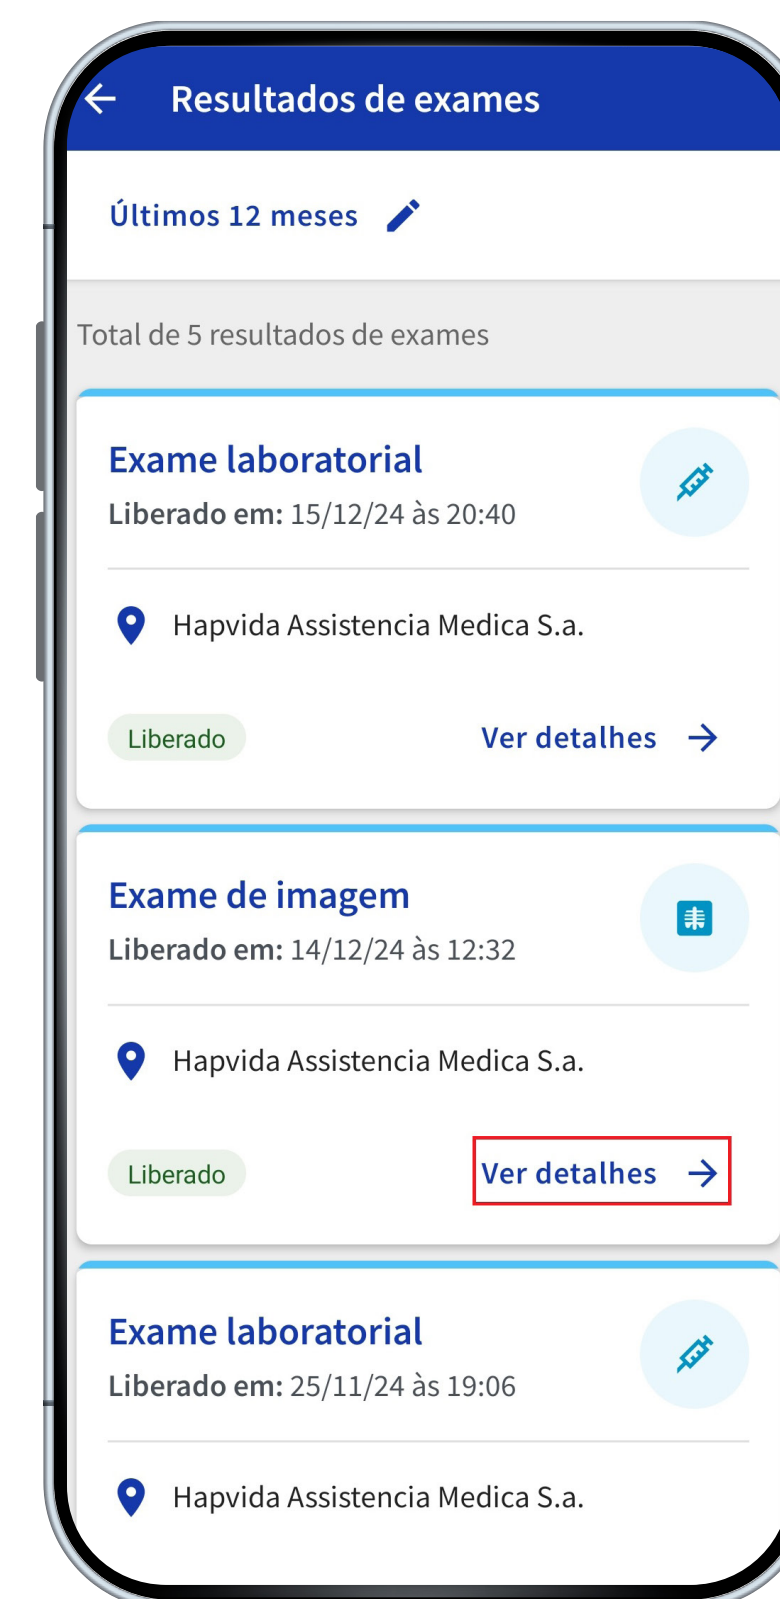 Resultados de exames
Últimos 12 meses
Total de 5 resultados de exames
Exame laboratorial
Liberado em: 15/12/24 às 20:40
Hapvida Assistencia Medica S.a.
Liberado Ver detalhes
Exame de imagem
Liberado em: 14/12/24 às 12:32
Hapvida Assistencia Medica S.a.
Liberado Ver detalhes
Exame laboratorial
Liberado em: 25/11/24 às 19:06
Hapvida Assistencia Medica S.a.